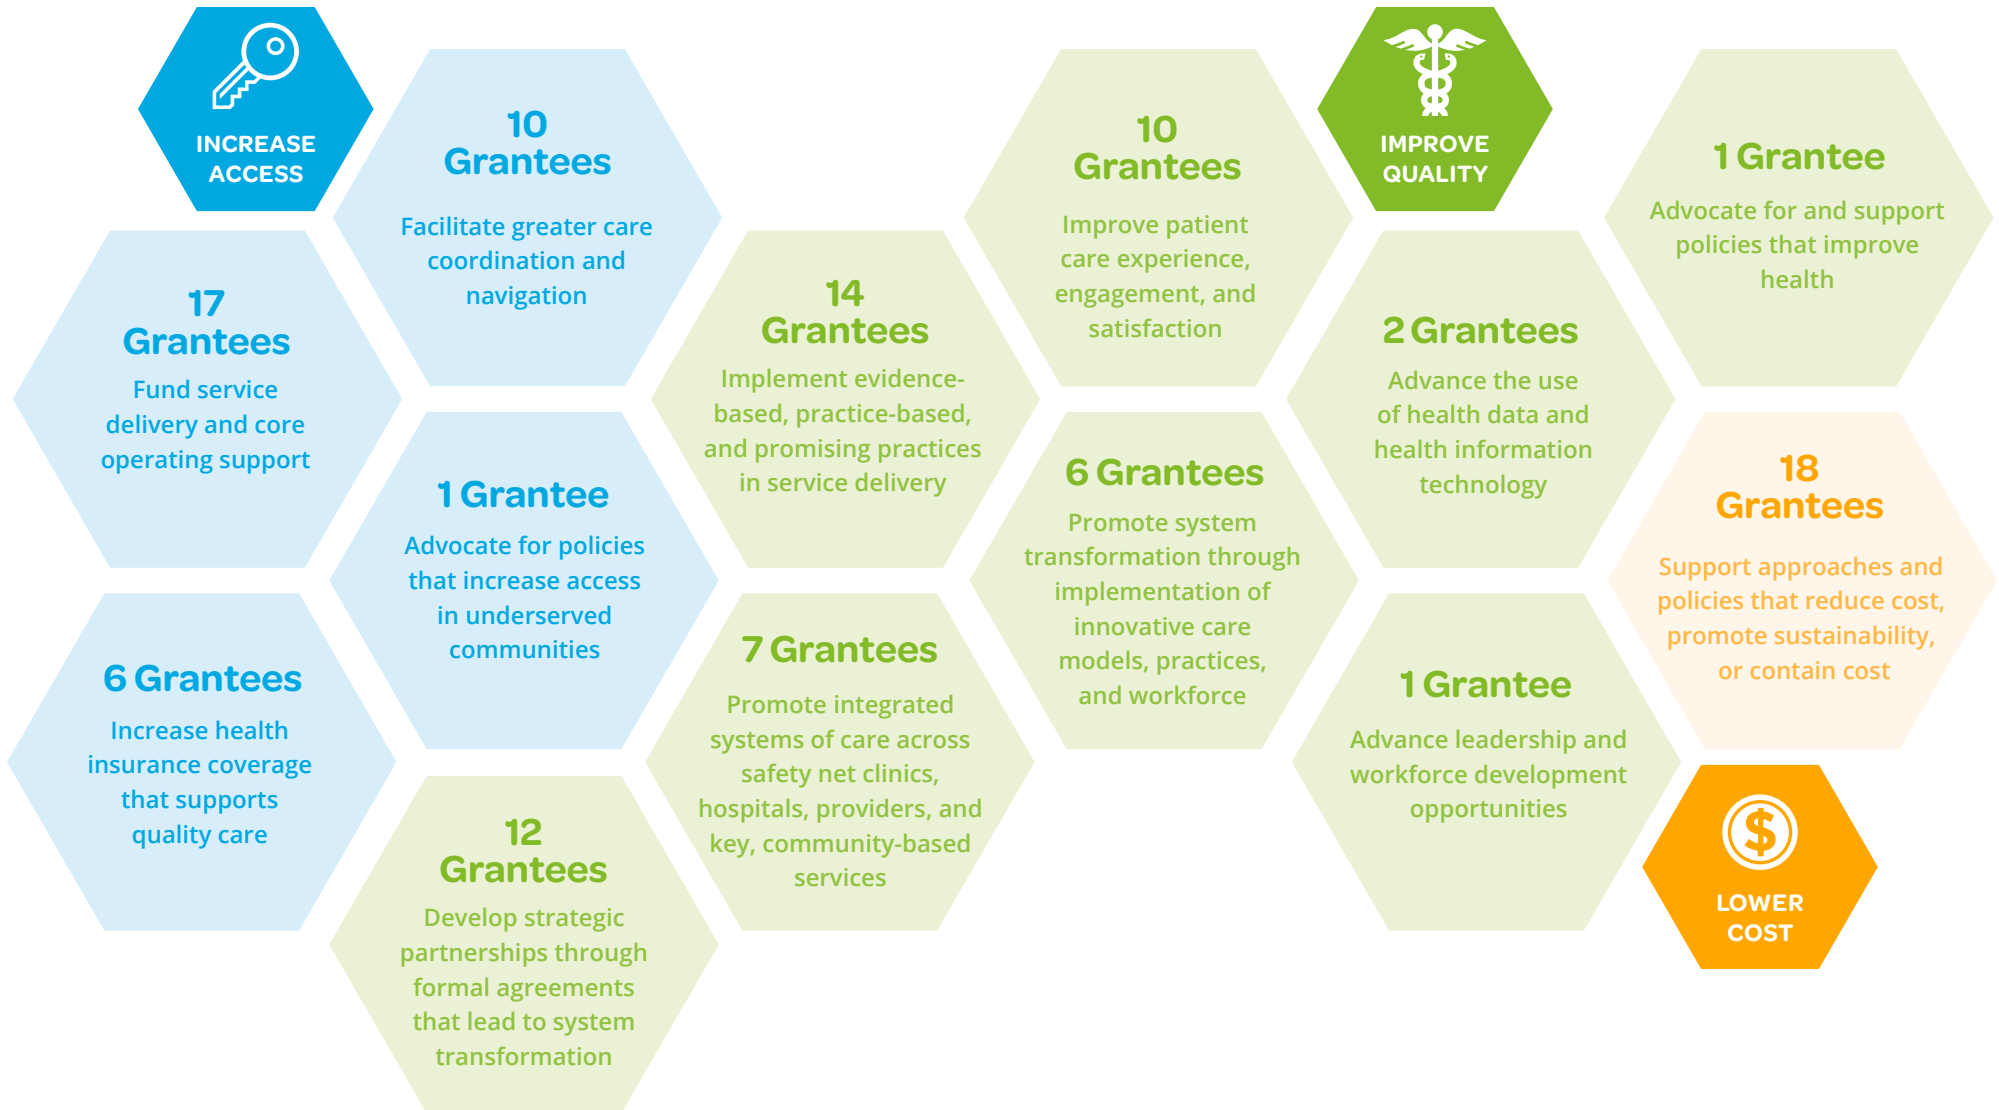 INCREASE
ACCESS
10
Grantees
Facilitate greater care
coordination and
navigation
17
Grantees
Fund service
delivery and core
operating support
1 Grantee
Advocate for policies
that increase access
in underserved
communities
6 Grantees
Increase health
insurance coverage
that supports
quality care
12
Grantees
Develop strategic
partnerships through
formal agreements
that lead to system
transformation
14
Grantees
Implement evidence-
based, practice-based,
and promising practices
in service delivery
7 Grantees
Promote integrated
systems of care across
safety net clinics,
hospitals, providers, and
key, community-based
services
10
Grantees
Improve patient
care experience,
engagement, and
satisfaction
6 Grantees
Promote system
transformation through
implementation of
innovative care
models, practices,
and workforce
IMPROVE
QUALITY
2 Grantees
Advance the use
of health data and
health information
technology
1 Grantee
Advance leadership and
workforce development
opportunities
1 Grantee
Advocate for and support
policies that improve
health
18
Grantees
Support approaches and
policies that reduce cost,
promote sustainability,
or contain cost
$
LOWER
COST